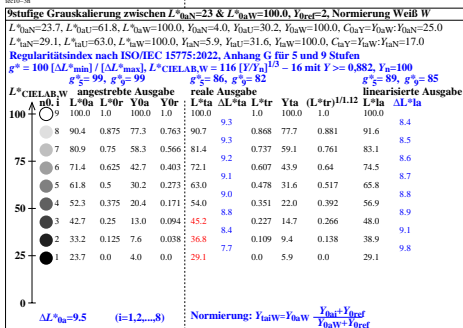 9stufige Grauskalierung zwischen L*0aN=23 & L*0aW=100.0, Y0ref=2, Normierung Weiß W
L*0aN=23.7, L*0aU=61.8, L*0aW=100.0, Y0aN=4.0, Y0aU=30.2, Y0aW=100.0, C0aY=Y0aW:Y0aN=25.0
L*taN=29.1, L*taU=63.0, L*taW=100.0, YtaN=5.9, YtaU=31.6, YtaW=100.0, CtaY=YtaW:YtaN=17.0
Regularitätsindex nach ISO/IEC 15775:2022, Anhang G für 5 und 9 Stufen
g* = 100 [ΔL*min] / [ΔL*max], L*CIELAB,W = 116 [Y/Yn]1/3 − 16 mit Y >= 0,882, Yn=100
g*5= 99, g*9= 99 g*5= 86, g*9= 82 g*5= 89, g*9= 85
L*CIELAB,W angestrebte Ausgabe reale Ausgabe linearisierte Ausgabe
n0. i L*0a L*0r Y0a Y0r L*ta ΔL*ta L*tr Yta (L*tr)1/1.12 L*la ΔL*la
100 9 100.0 1.0 100.0 1.0 100.0 1.0 100.0 1.0 100.0
9.3 8.4
8 90.4 0.875 77.3 0.763 90.7 0.868 77.7 0.881 91.6
9.3 8.5
7 80.9 0.75 58.3 0.566 81.4 0.737 59.1 0.761 83.1
9.2 8.6
75 6 71.4 0.625 42.7 0.403 72.1 0.607 43.9 0.64 74.5
9.1 8.7
5 61.8 0.5 30.2 0.273 63.0 0.478 31.6 0.517 65.8
9.0 8.8
50 4 52.3 0.375 20.4 0.171 54.0 0.351 22.0 0.392 56.9
8.8 8.9
3 42.7 0.25 13.0 0.094 45.2 0.227 14.7 0.266 48.0
8.4 9.1
2 33.2 0.125 7.6 0.038 36.8 0.109 9.4 0.138 38.9
7.7 9.8
25 1 23.7 0.0 4.0 0.0 29.1 0.0 5.9 0.0 29.1
0
ΔL*0a=9.5 (i=1,2,...,8) Normierung: YtaiW=Y0aW (Y0ai+Y0ref)/(Y0aW+Y0ref)